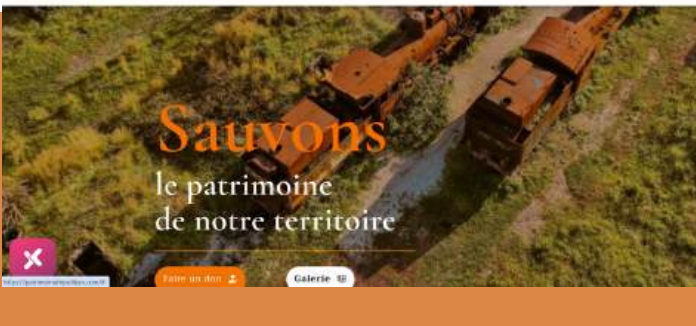 Sauvons
le patrimoine
de notre territoire
Faire un don
Galerie